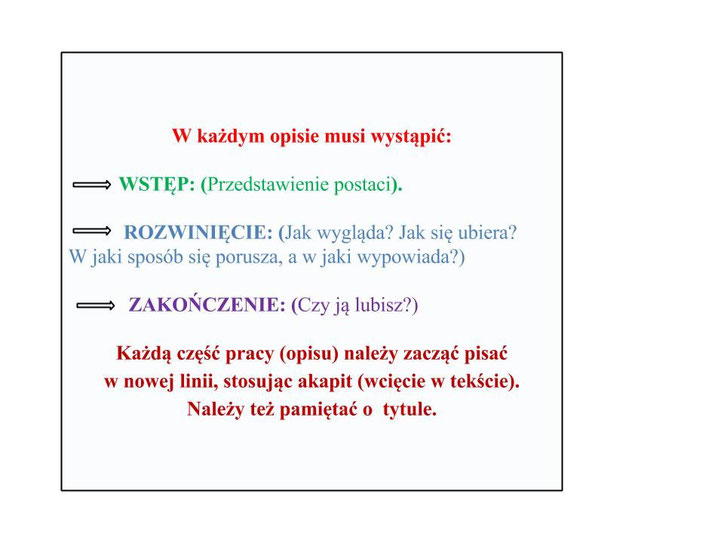 W każdym opisie musi wystąpić:
WSTĘP: (Przedstawienie postaci).
ROZWINIĘCIE: (Jak wygląda? Jak się ubiera?
W jaki sposób się porusza, a w jaki wypowiada?)
ZAKOŃCZENIE: (Czy ją lubisz?)
Każdą część pracy (opisu) należy zacząć pisać
w nowej linii, stosując akapit (wcięcie w tekście).
Należy też pamiętać o tytule.